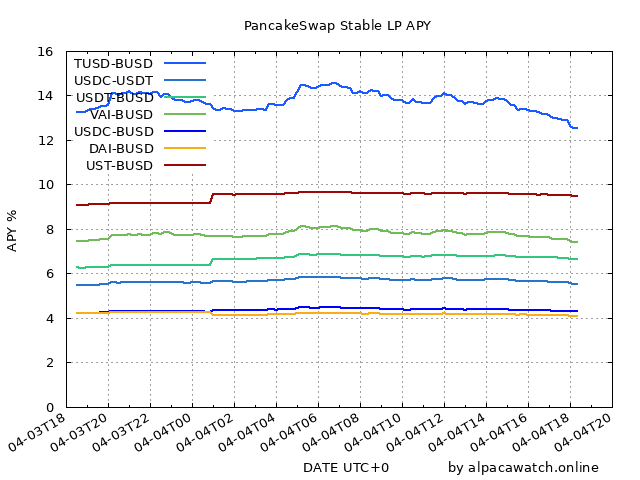 PancakeSwap Stable LP APY
16
14
12
10
8
6
4
2
0
APY %
TUSD-BUSD
USDC-USDT
USDT-BUSD
VAI-BUSD
USDC-BUSD
DAI-BUSD
UST-BUSD
04-03T18
04-03T20
04-03T22
04-04T00
04-04T02
04-04T04
04-04T06
04-04T08
04-04T10
04-04T12
04-04T14
04-04T16
04-04T18
04-04T20
DATE UTC+0
by alpacawatch.online